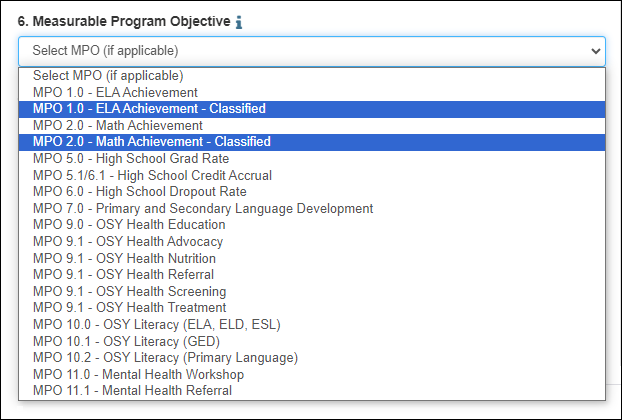 6. Measurable Program Objective i
Select MPO (if applicable)
Select MPO (if applicable)
MPO 1.0 - ELA Achievement
MPO 1.0 - ELA Achievement - Classified
MPO 2.0 - Math Achievement
MPO 2.0 - Math Achievement - Classified
MPO 5.0 - High School Grad Rate
MPO 5.1/6.1 - High School Credit Accrual
MPO 6.0 - High School Dropout Rate
MPO 7.0 - Primary and Secondary Language Development
MPO 9.0 - OSY Health Education
MPO 9.1 - OSY Health Advocacy
MPO 9.1 - OSY Health Nutrition
MPO 9.1 - OSY Health Referral
MPO 9.1 - OSY Health Screening
MPO 9.1 - OSY Health Treatment
MPO 10.0 - OSY Literacy (ELA, ELD, ESL)
MPO 10.1 - OSY Literacy (GED)
MPO 10.2 - OSY Literacy (Primary Language)
MPO 11.0 - Mental Health Workshop
MPO 11.1 - Mental Health Referral